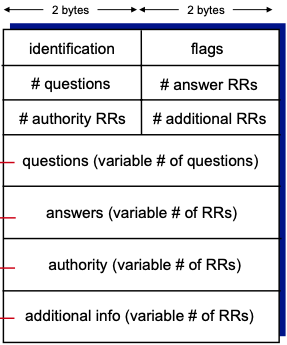 2 bytes 2 bytes
identification flags
# questions # answer RRs
# authority RRs # additional RRs
questions (variable # of questions)
answers (variable # of RRs)
authority (variable # of RRs)
additional info (variable # of RRs)